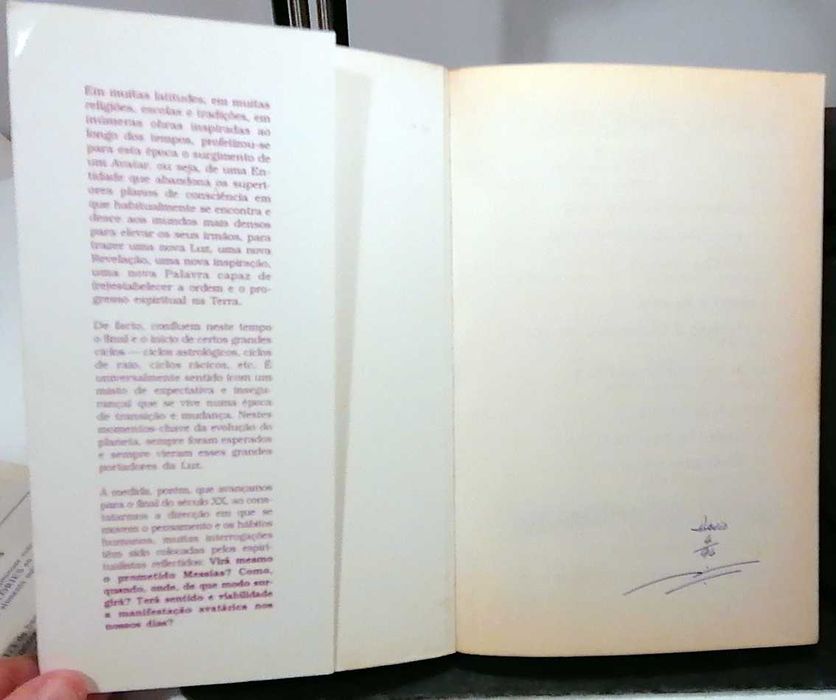 Em muitas latitudes, em muitas
religiões, escolas e tradições, em
inúmeras obras inspiradas ao
longo dos tempos, profetizou-se
para esta época o surgimento de
um Avatar, ou seja, de uma En-
tidade que abandona os superi-
ores planos de consciência em
que habitualmente se encontra e
desce aos mundos mais densos
para elevar os seus irmãos, para
trazer uma nova Luz, uma nova
Revelação, uma nova inspiração,
uma nova Palavra capaz de
(re)estabelecer a ordem e o pro-
gresso espiritual na Terra.
De facto, confluem neste tempo
o final e o início de certos grandes
ciclos — ciclos astrológicos, ciclos
de raio, ciclos rácicos, etc. É
universalmente sentido (com um
misto de expectativa e insegu-
rança) que se vive numa época
de transição e mudança. Nestes
momentos-chave da evolução do
planeta, sempre foram esperados
e sempre vieram esses grandes
portadores da Luz.
À medida, porém, que avançamos
para o final do século XX, ao cons-
tatarmos a direcção em que se
movem o pensamento e os hábitos
humanos, muitas interrogações
têm sido colocadas pelos espiri-
tualistas reflectidos: Virá mesmo
o prometido Messias? Como,
quando, onde, de que modo sur-
girá? Terá sentido e viabilidade
a manifestação avatárica nos
nossos dias?